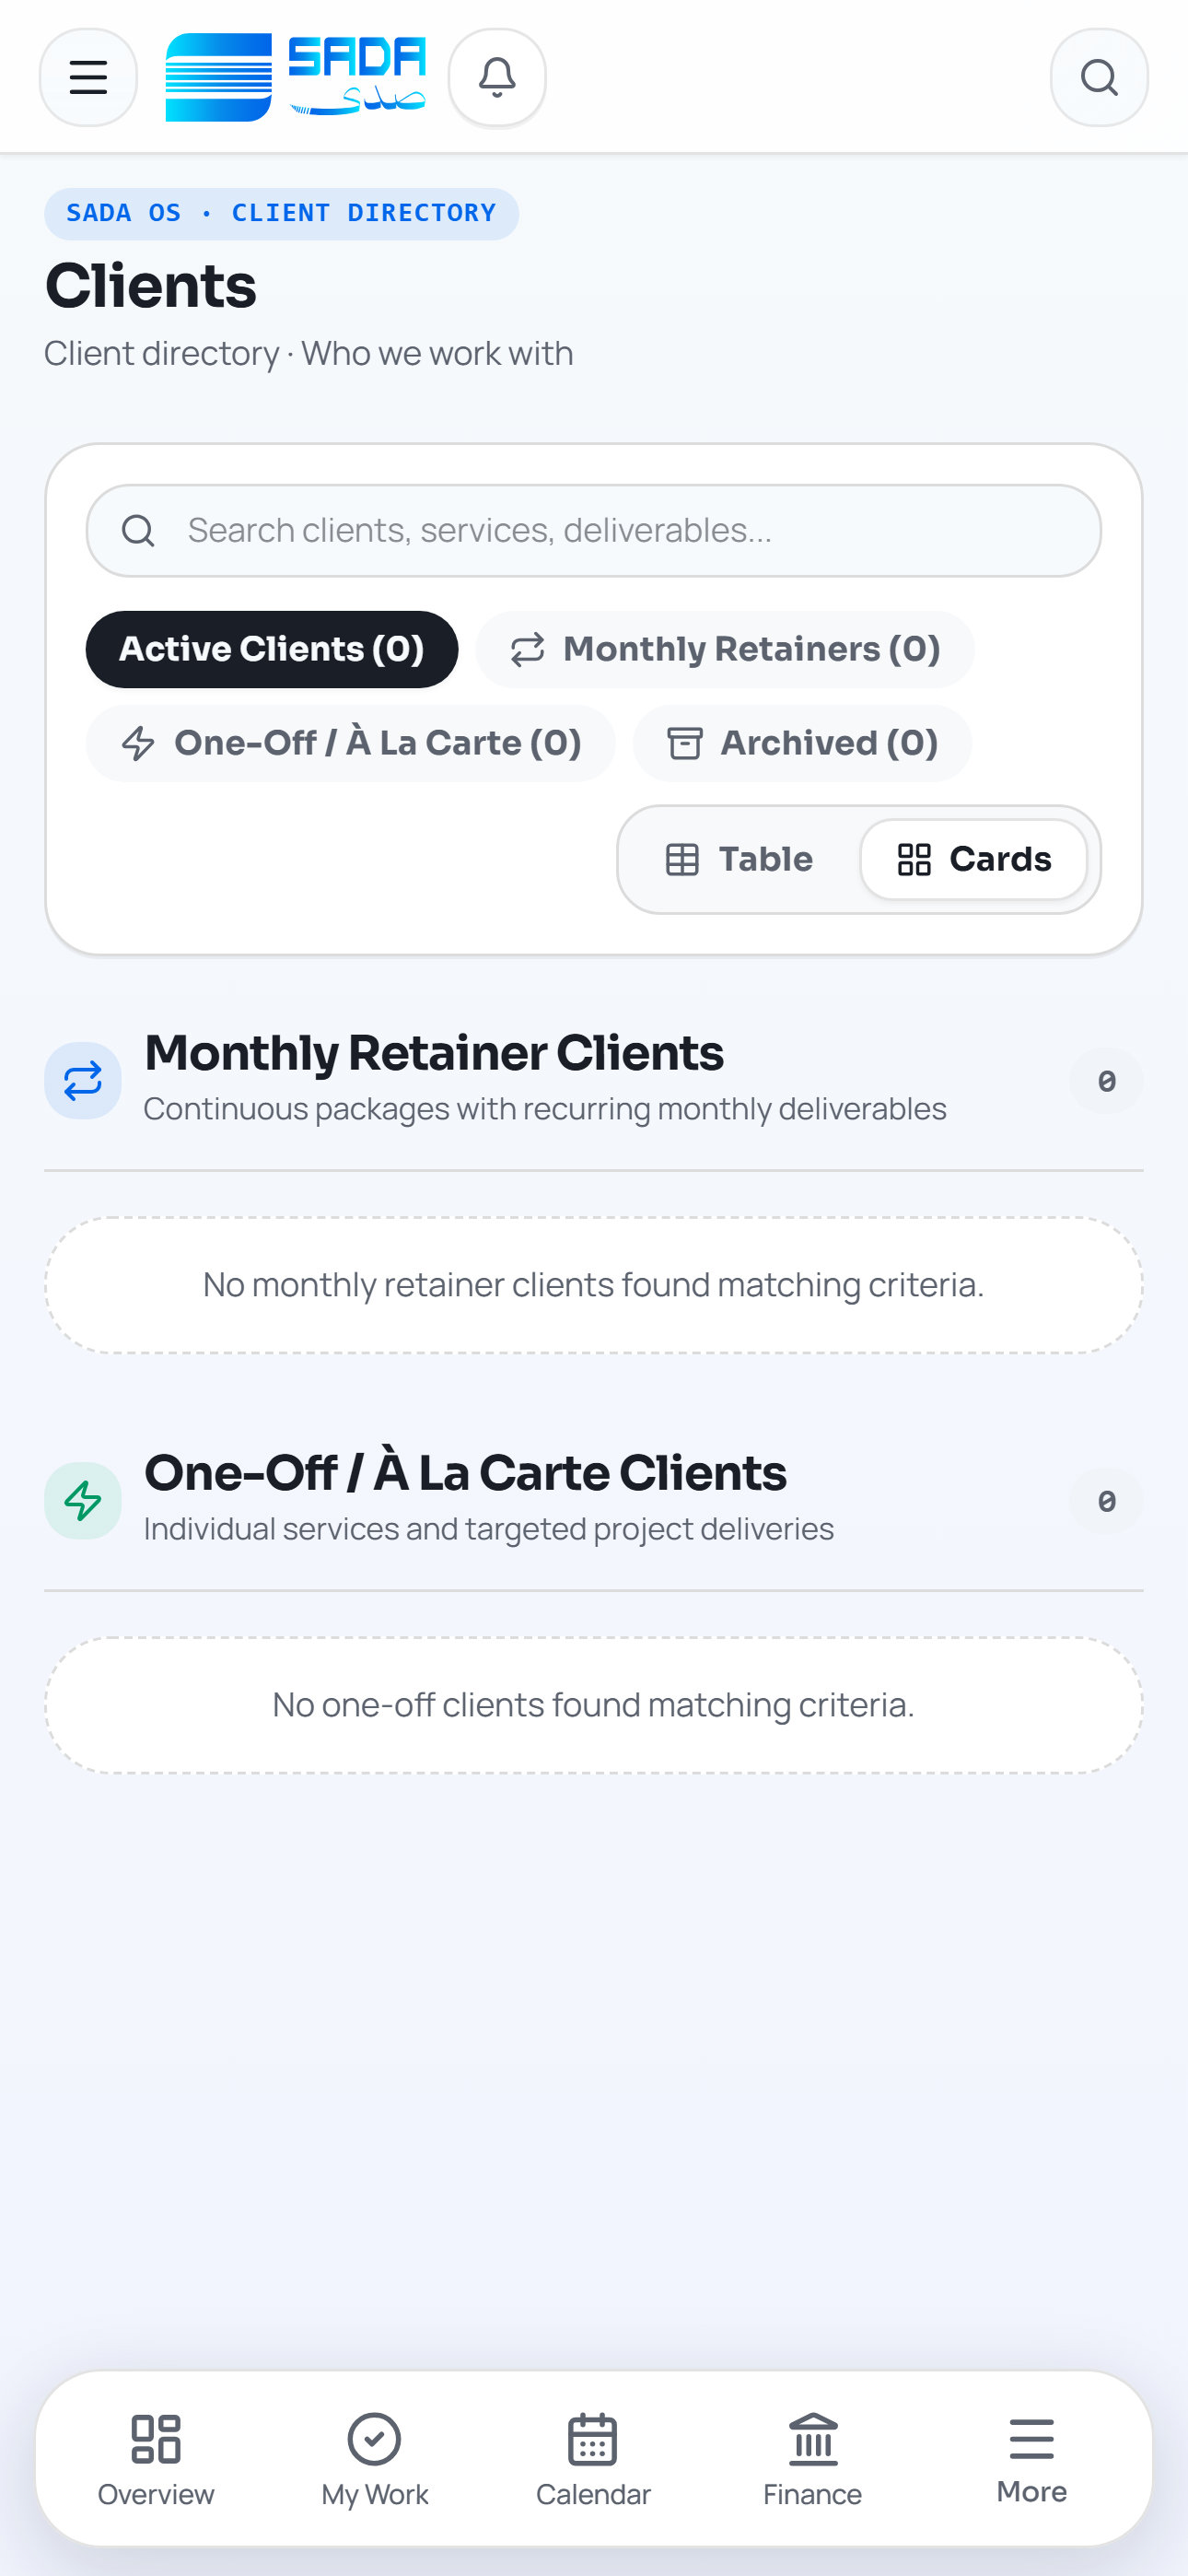 SADA
صدى
SADA OS · CLIENT DIRECTORY
Clients
Client directory · Who we work with
Search clients, services, deliverables...
Active Clients (0)
Monthly Retainers (0)
One-Off / À La Carte (0)
Archived (0)
Table
Cards
Monthly Retainer Clients
Continuous packages with recurring monthly deliverables
0
No monthly retainer clients found matching criteria.
One-Off / À La Carte Clients
Individual services and targeted project deliveries
0
No one-off clients found matching criteria.
Overview
My Work
Calendar
Finance
More